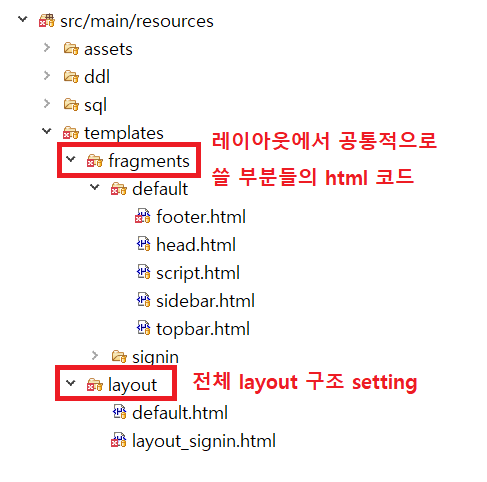 src/main/resources
assets
ddl
sql
templates
fragments
레이아웃에서 공통적으로
쓸 부분들의 html 코드
default
footer.html
head.html
script.html
sidebar.html
topbar.html
signin
layout
전체 layout 구조 setting
default.html
layout_signin.html